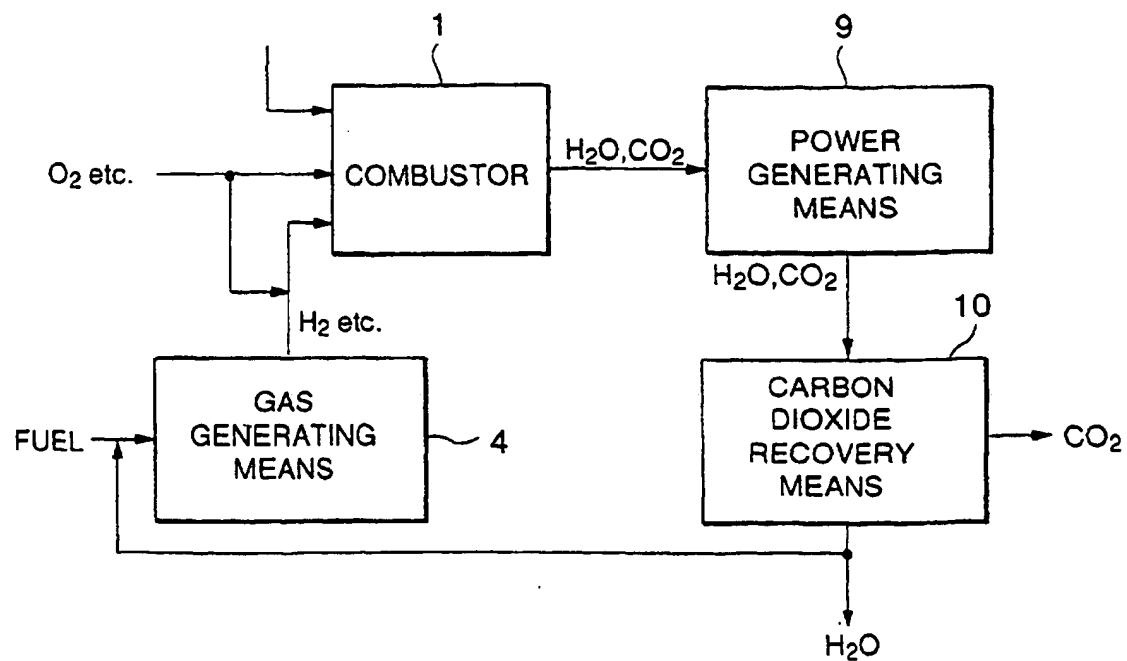 1
9
O₂ etc.
COMBUSTOR
H₂O,CO₂
POWER
GENERATING
MEANS
H₂O,CO₂
H₂ etc.
10
FUEL
GAS
GENERATING
MEANS
4
CARBON
DIOXIDE
RECOVERY
MEANS
CO₂
H₂O